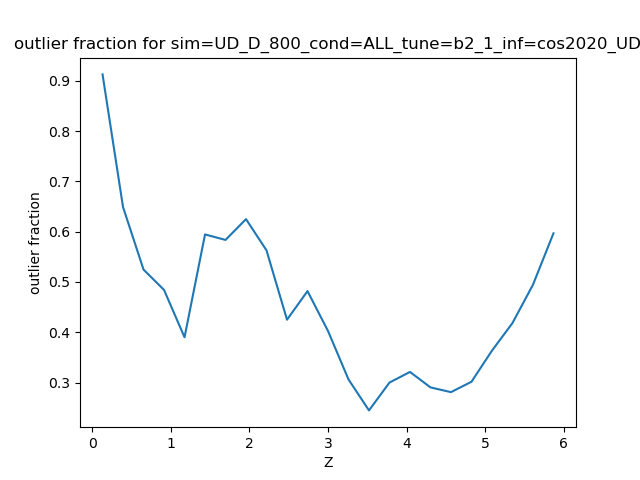 outlier fraction for sim=UD_D_800_cond=ALL_tune=b2_1_inf=cos2020_UD
0.9
0.8
0.7
0.6
0.5
0.4
0.3
outlier fraction
0 1 2 3 4 5 6
Z